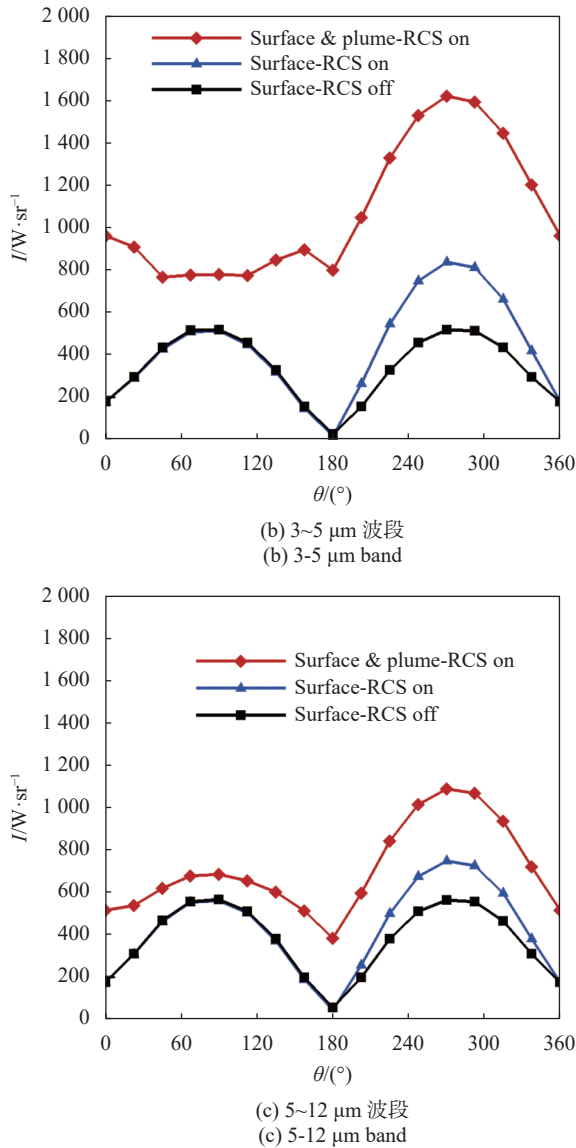 2 000
1 800
1 600
1 400
1 200
1 000
800
600
400
200
0
I/W·sr⁻¹
Surface & plume-RCS on
Surface-RCS on
Surface-RCS off
0 60 120 180 240 300 360
θ/(°)
(b) 3~5 μm 波段
(b) 3-5 μm band
2 000
1 800
1 600
1 400
1 200
1 000
800
600
400
200
0
I/W·sr⁻¹
Surface & plume-RCS on
Surface-RCS on
Surface-RCS off
0 60 120 180 240 300 360
θ/(°)
(c) 5~12 μm 波段
(c) 5-12 μm band